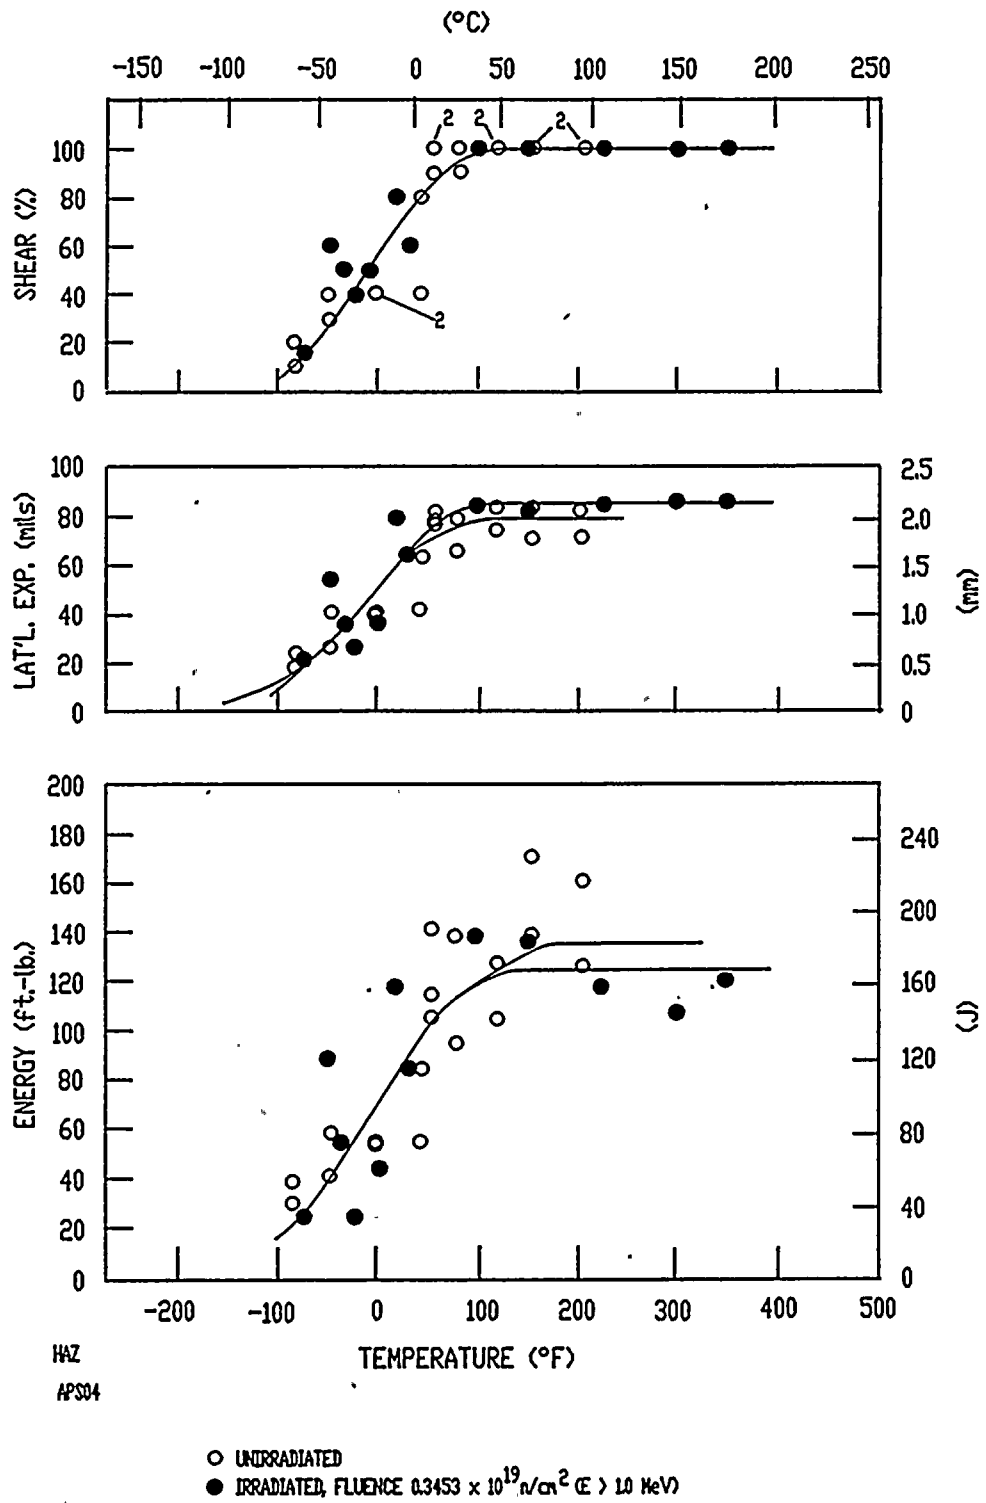 (°C)
-150 -100 -50 0 50 100 150 200 250
2 2 2
100
80
60
40
20
0
SHEAR (%)
2
100
80
60
40
20
0
LAT'L. EXP. (mils)
2.5
2.0
1.5
1.0
0.5
0
(mm)
200
180
160
140
120
100
80
60
40
20
0
ENERGY (ft.-lb.)
240
200
160
120
80
40
0
(J)
-200 -100 0 100 200 300 400 500
TEMPERATURE (°F)
HAZ
APS04
UNIRRADIATED
IRRADIATED, FLUENCE 0.3453 x 10¹⁹n/cm² (E > 1.0 MeV)